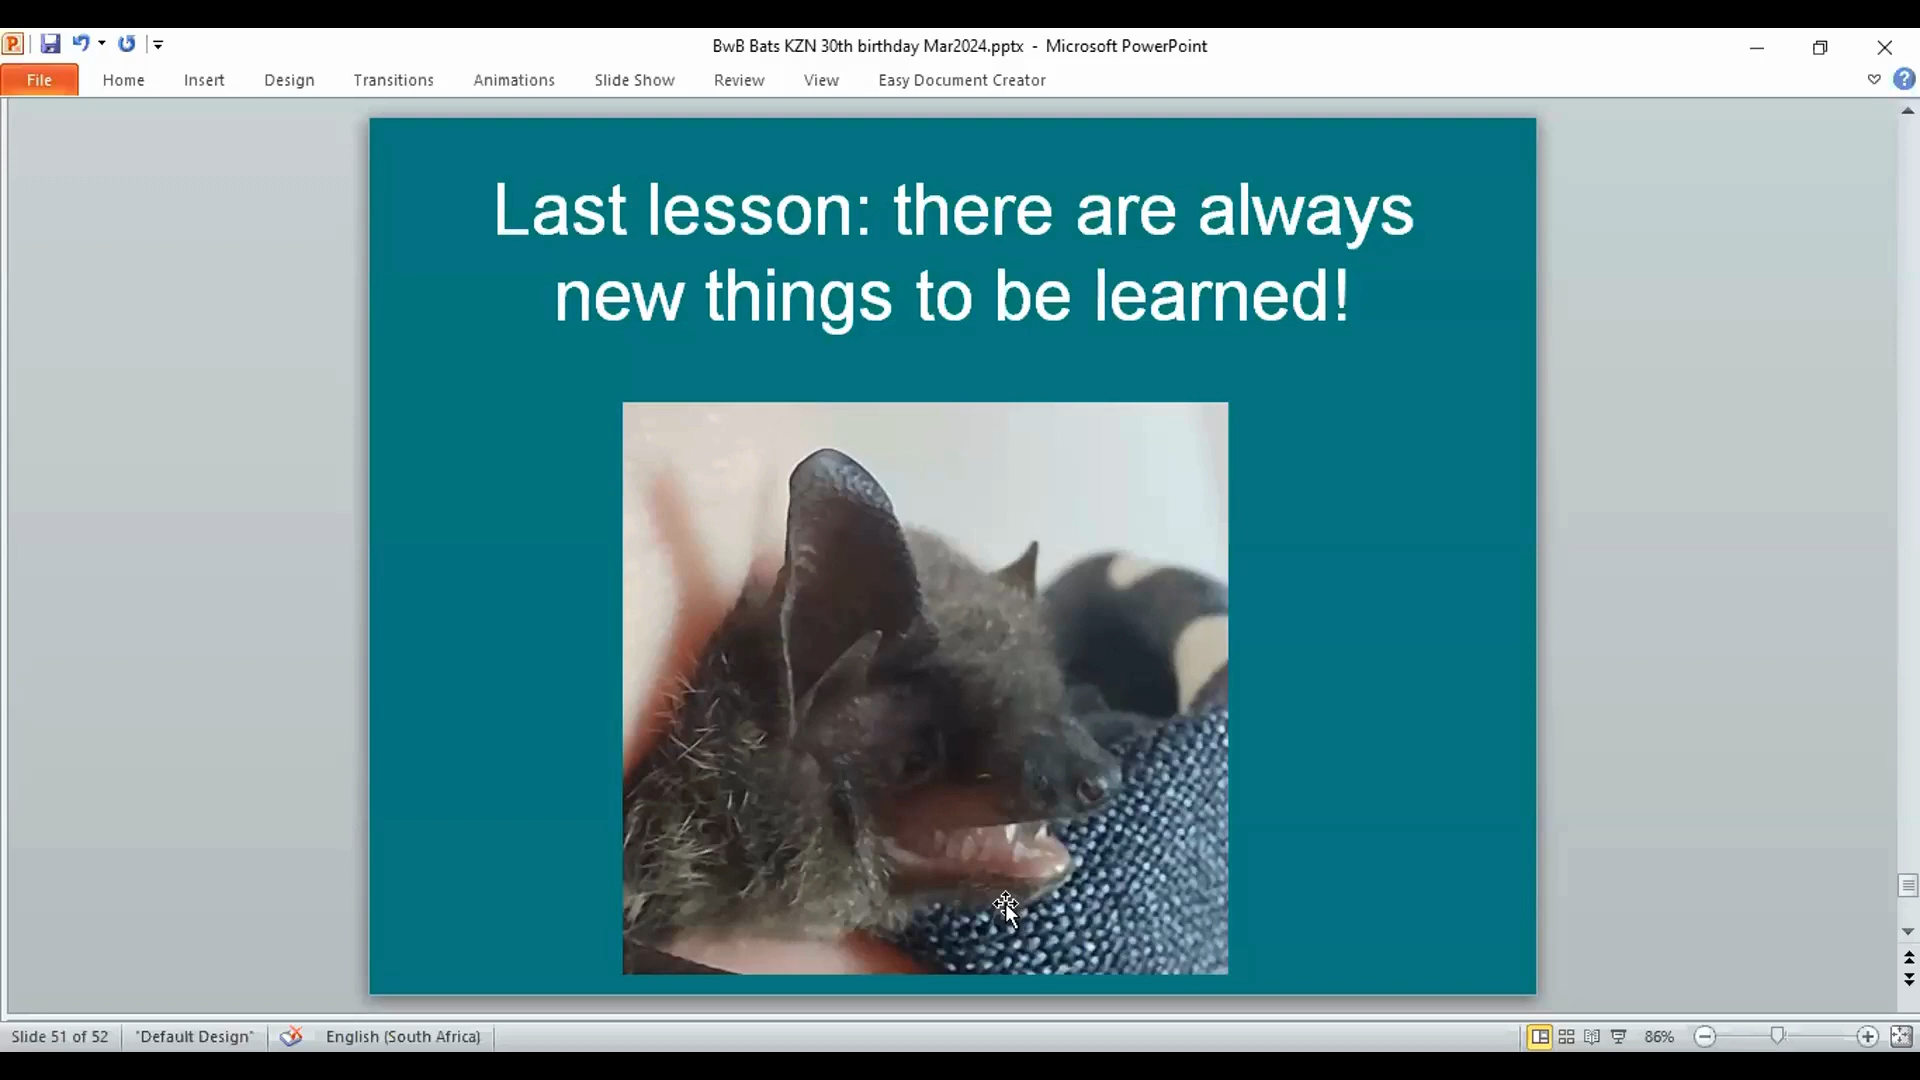 BwB Bats KZN 30th birthday Mar2024.pptx - Microsoft PowerPoint
File Home Insert Design Transitions Animations Slide Show Review View Easy Document Creator
Last lesson: there are always
new things to be learned!
Slide 51 of 52 "Default Design" English (South Africa) 86%